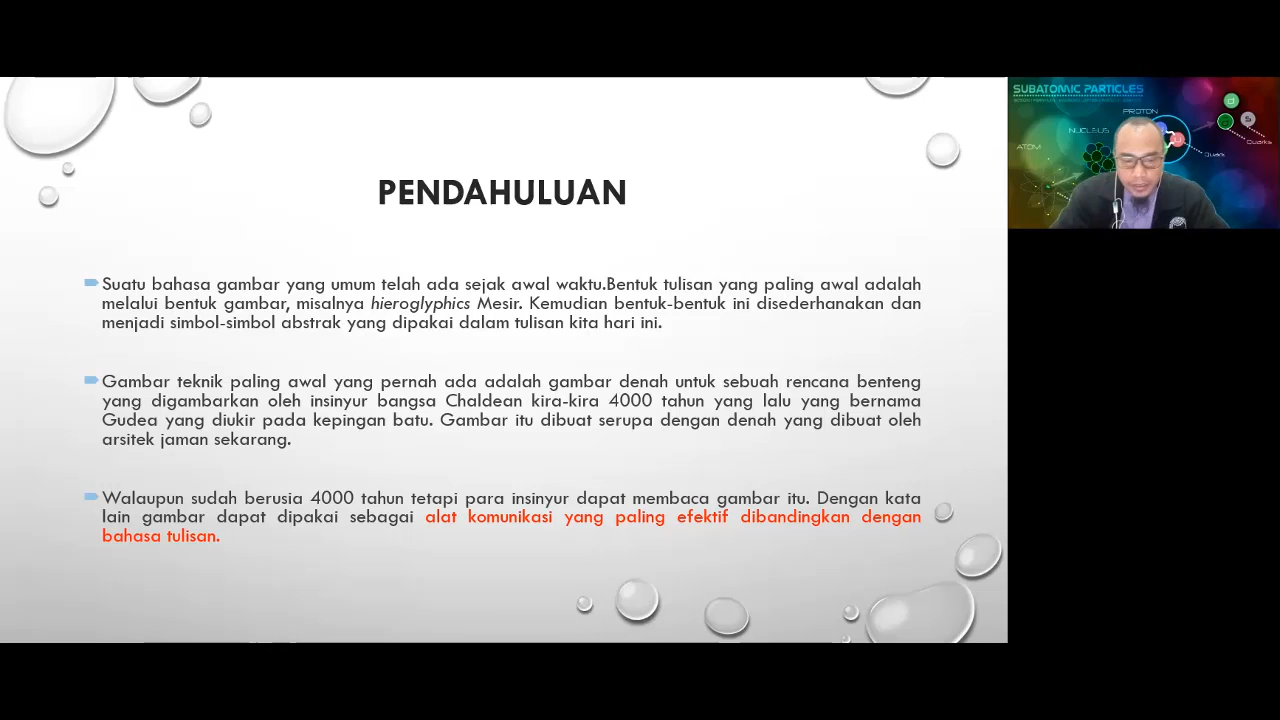 PENDAHULUAN
Suatu bahasa gambar yang umum telah ada sejak awal waktu.Bentuk tulisan yang paling awal adalah
melalui bentuk gambar, misalnya hieroglyphics Mesir. Kemudian bentuk-bentuk ini disederhanakan dan
menjadi simbol-simbol abstrak yang dipakai dalam tulisan kita hari ini.
Gambar teknik paling awal yang pernah ada adalah gambar denah untuk sebuah rencana benteng
yang digambarkan oleh insinyur bangsa Chaldean kira-kira 4000 tahun yang lalu yang bernama
Gudea yang diukir pada kepingan batu. Gambar itu dibuat serupa dengan denah yang dibuat oleh
arsitek jaman sekarang.
Walaupun sudah berusia 4000 tahun tetapi para insinyur dapat membaca gambar itu. Dengan kata
lain gambar dapat dipakai sebagai alat komunikasi yang paling efektif dibandingkan dengan
bahasa tulisan.
SUBATOMIC PARTICLES
PROTON
NUCLEUS
ATOM
Quark
Quarks
d
s